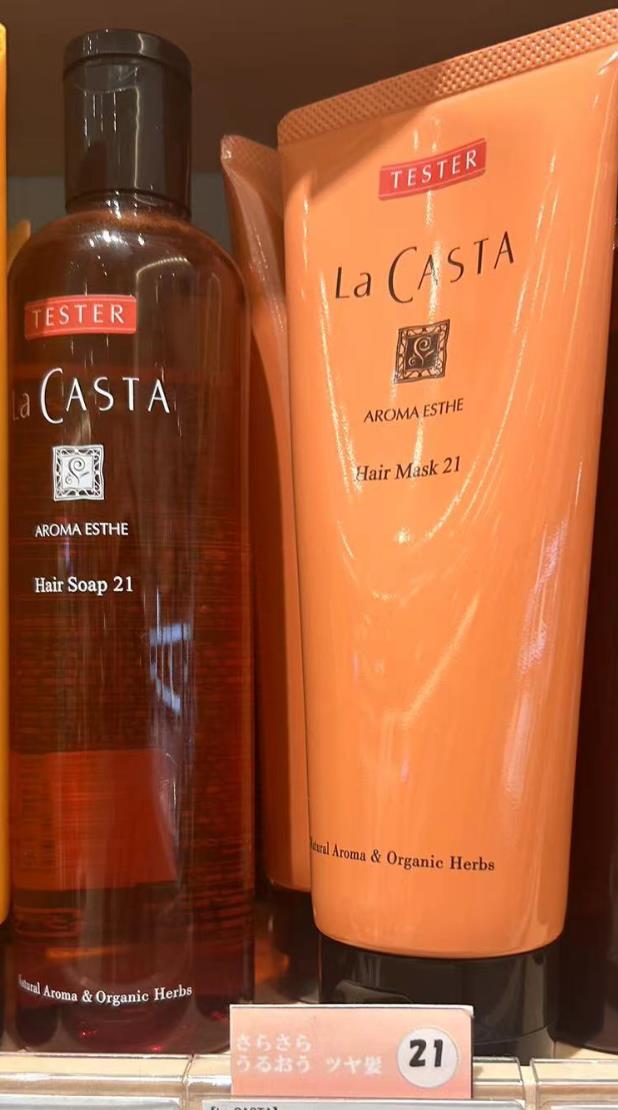 TESTER
La CASTA
AROMA ESTHE
Hair Soap 21
Natural Aroma & Organic Herbs
TESTER
La CASTA
AROMA ESTHE
Hair Mask 21
Natural Aroma & Organic Herbs
さらさら
うるおう ツヤ髪
21